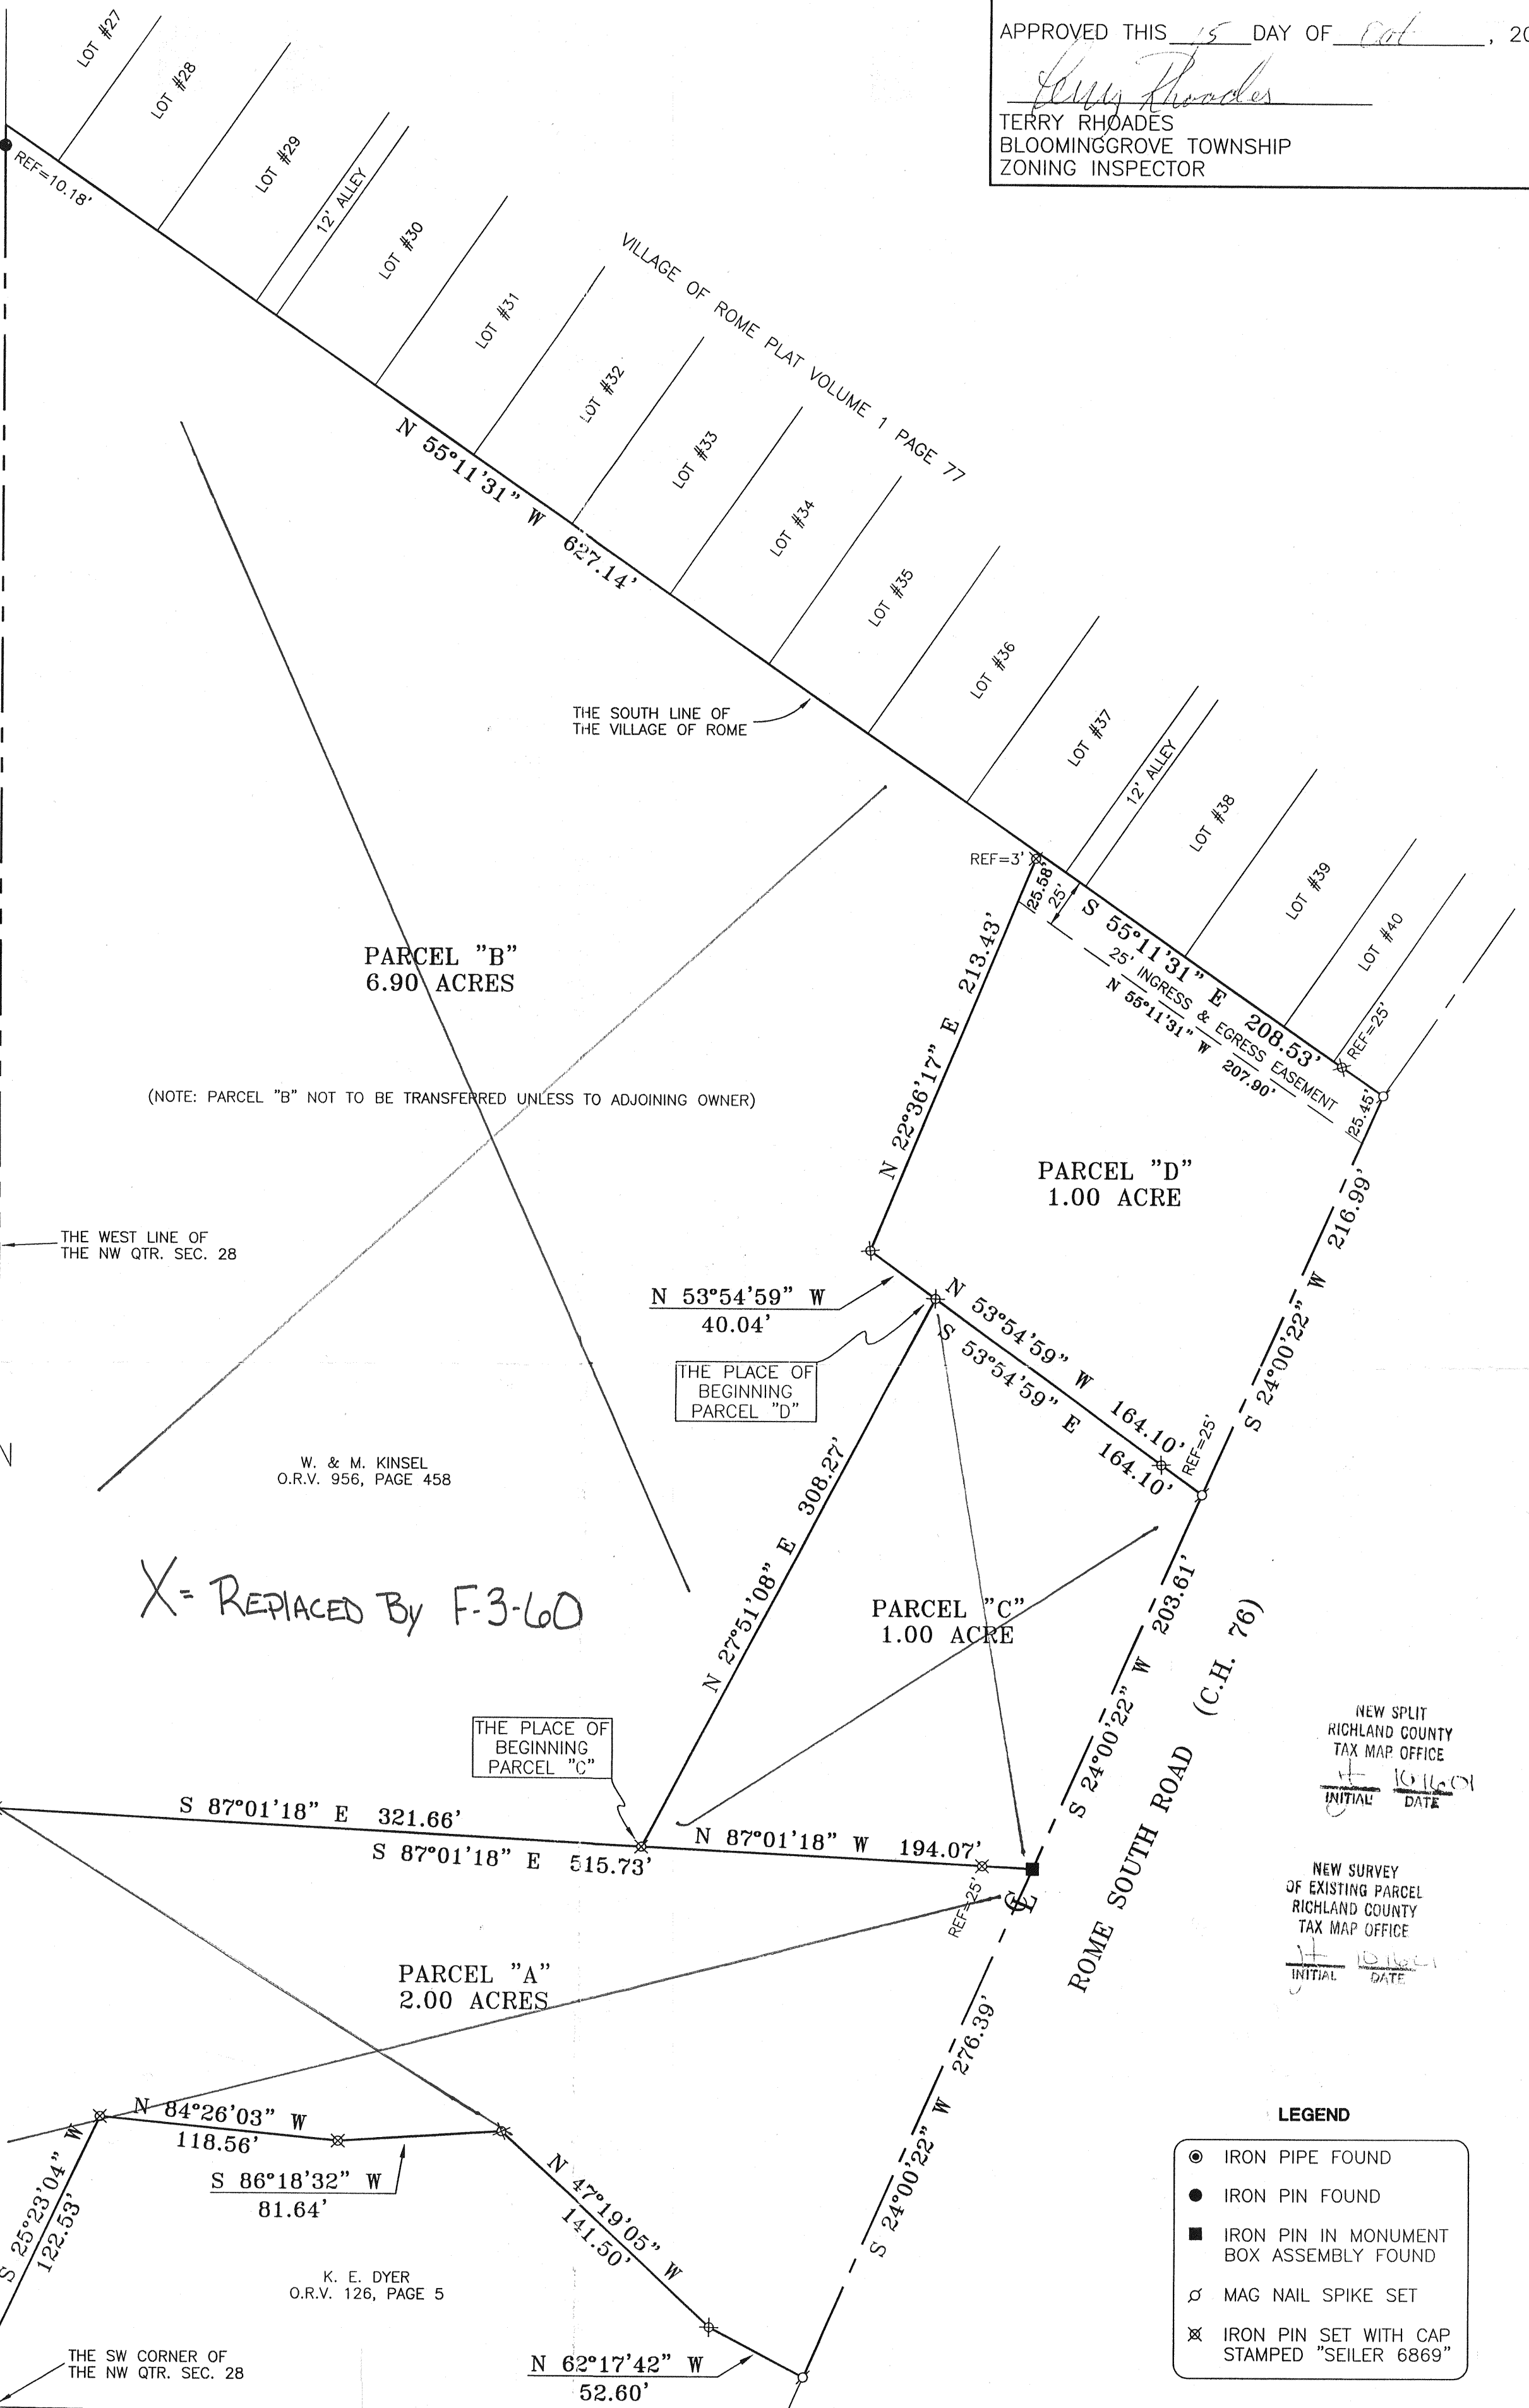 APPROVED THIS 15 DAY OF Oct , 20
Terry Rhoades
TERRY RHOADES
BLOOMINGGROVE TOWNSHIP
ZONING INSPECTOR
LOT #27
LOT #28
LOT #29
12' ALLEY
LOT #30
LOT #31
LOT #32
LOT #33
LOT #34
LOT #35
LOT #36
LOT #37
12' ALLEY
LOT #38
LOT #39
LOT #40
REF=10.18'
VILLAGE OF ROME PLAT VOLUME 1 PAGE 77
N 55°11'31" W 627.14'
THE SOUTH LINE OF
THE VILLAGE OF ROME
REF=3'
25.58'
25'
S 55°11'31" E 208.53'
25' INGRESS & EGRESS EASEMENT
N 55°11'31" W 207.90'
REF=25'
25.45'
N 22°36'17" E 213.43'
PARCEL "B"
6.90 ACRES
(NOTE: PARCEL "B" NOT TO BE TRANSFERRED UNLESS TO ADJOINING OWNER)
PARCEL "D"
1.00 ACRE
S 24°00'22" W 216.99'
THE WEST LINE OF
THE NW QTR. SEC. 28
N 53°54'59" W
40.04'
THE PLACE OF
BEGINNING
PARCEL "D"
N 53°54'59" W 164.10'
S 53°54'59" E 164.10'
REF=25'
N
W. & M. KINSEL
O.R.V. 956, PAGE 458
N 27°51'08" E 308.27'
X = REPLACED By F-3-60
PARCEL "C"
1.00 ACRE
S 24°00'22" W 203.61'
ROME SOUTH ROAD (C.H. 76)
THE PLACE OF
BEGINNING
PARCEL "C"
S 87°01'18" E 321.66'
S 87°01'18" E 515.73'
N 87°01'18" W 194.07'
REF=25'
CL
NEW SPLIT
RICHLAND COUNTY
TAX MAP OFFICE
jt 101601
INITIAL DATE
NEW SURVEY
OF EXISTING PARCEL
RICHLAND COUNTY
TAX MAP OFFICE
jt
INITIAL DATE
PARCEL "A"
2.00 ACRES
S 24°00'22" W 276.39'
N 84°26'03" W
118.56'
S 86°18'32" W
81.64'
S 25°23'04" W
122.53'
N 47°19'05" W
141.50'
K. E. DYER
O.R.V. 126, PAGE 5
THE SW CORNER OF
THE NW QTR. SEC. 28
N 62°17'42" W
52.60'
LEGEND
IRON PIPE FOUND
IRON PIN FOUND
IRON PIN IN MONUMENT
BOX ASSEMBLY FOUND
MAG NAIL SPIKE SET
IRON PIN SET WITH CAP
STAMPED "SEILER 6869"